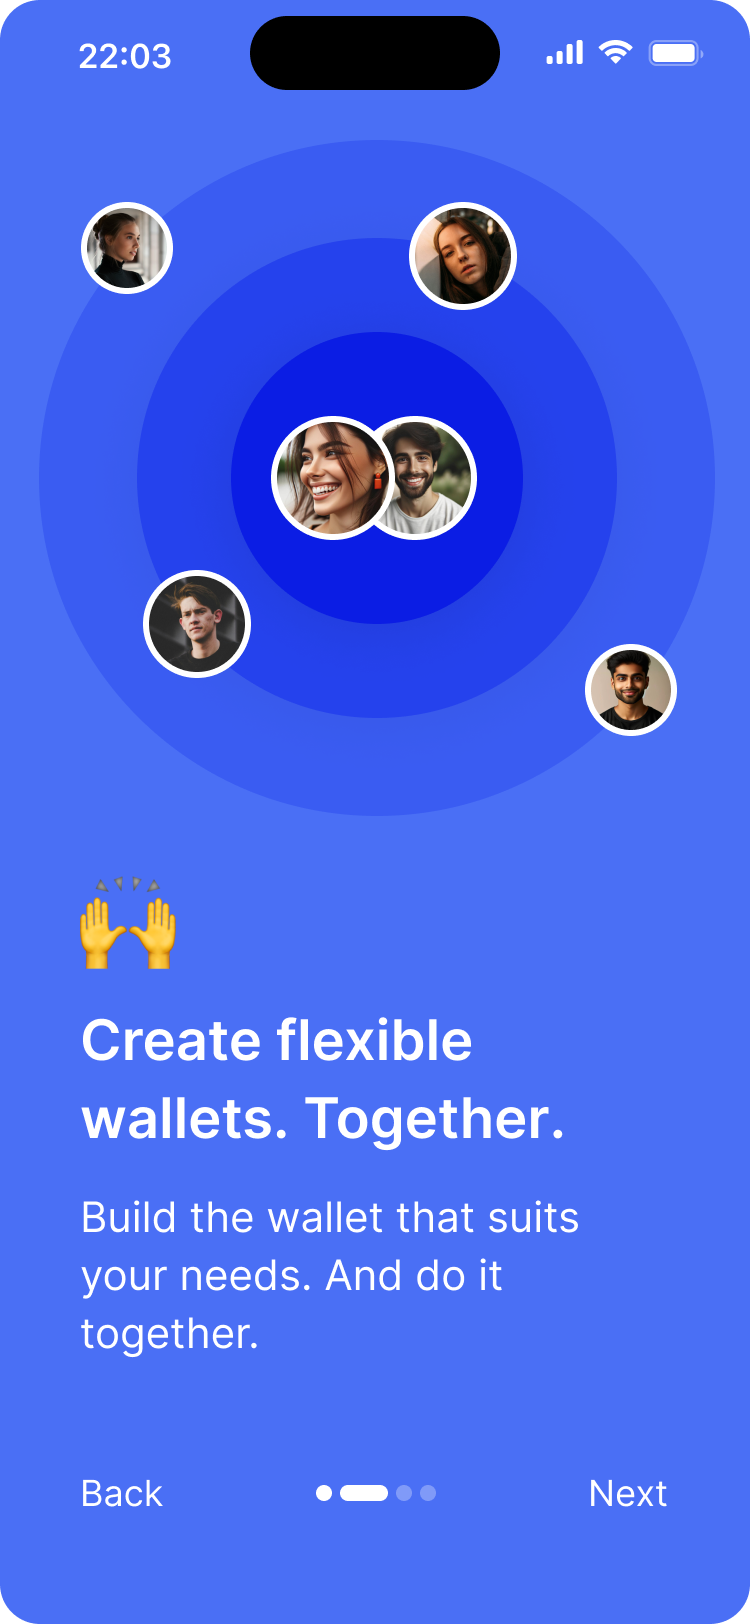 22:03
Create flexible
wallets. Together.
Build the wallet that suits
your needs. And do it
together.
Back
Next